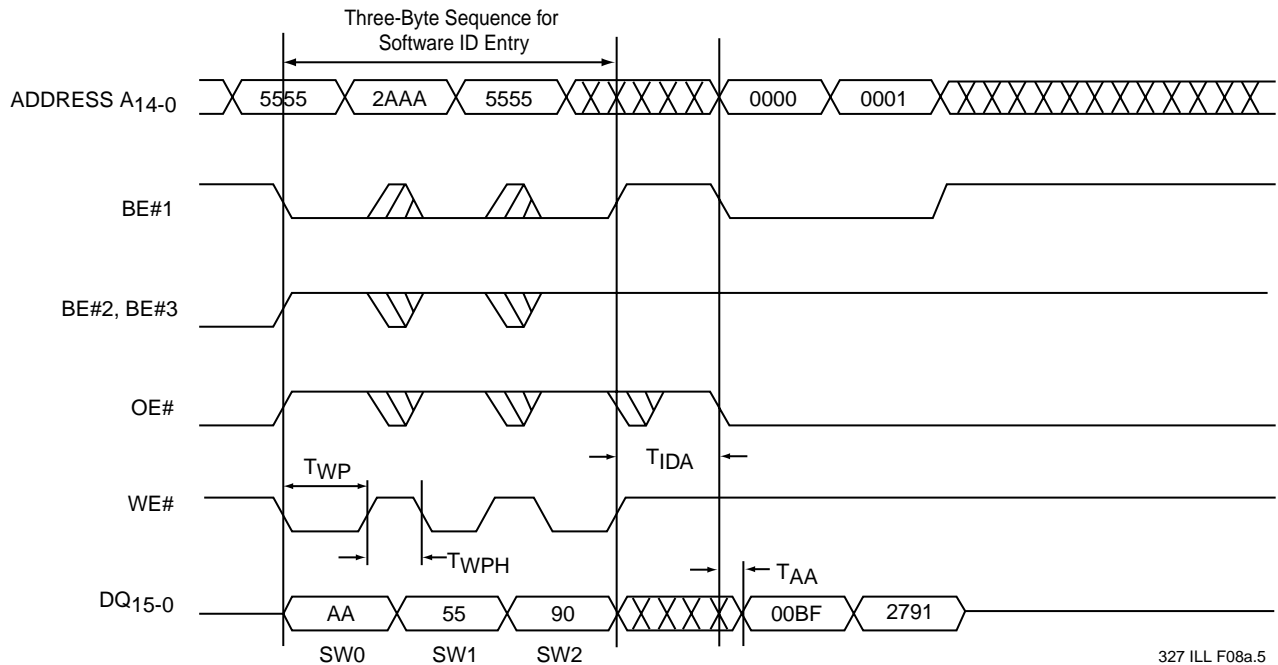 Three-Byte Sequence for
Software ID Entry
ADDRESS A14-0
5555
2AAA
5555
0000
0001
BE#1
BE#2, BE#3
OE#
TIDA
TWP
WE#
TWPH
TAA
DQ15-0
AA
55
90
00BF
2791
SW0
SW1
SW2
327 ILL F08a.5